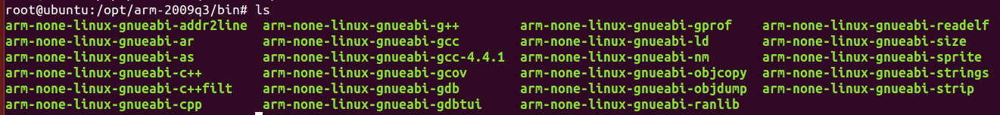 root@ubuntu:/opt/arm-2009q3/bin# ls
arm-none-linux-gnueabi-addr2line arm-none-linux-gnueabi-g++ arm-none-linux-gnueabi-gprof arm-none-linux-gnueabi-readelf
arm-none-linux-gnueabi-ar arm-none-linux-gnueabi-gcc arm-none-linux-gnueabi-ld arm-none-linux-gnueabi-size
arm-none-linux-gnueabi-as arm-none-linux-gnueabi-gcc-4.4.1 arm-none-linux-gnueabi-nm arm-none-linux-gnueabi-sprite
arm-none-linux-gnueabi-c++ arm-none-linux-gnueabi-gcov arm-none-linux-gnueabi-objcopy arm-none-linux-gnueabi-strings
arm-none-linux-gnueabi-c++filt arm-none-linux-gnueabi-gdb arm-none-linux-gnueabi-objdump arm-none-linux-gnueabi-strip
arm-none-linux-gnueabi-cpp arm-none-linux-gnueabi-gdbtui arm-none-linux-gnueabi-ranlib